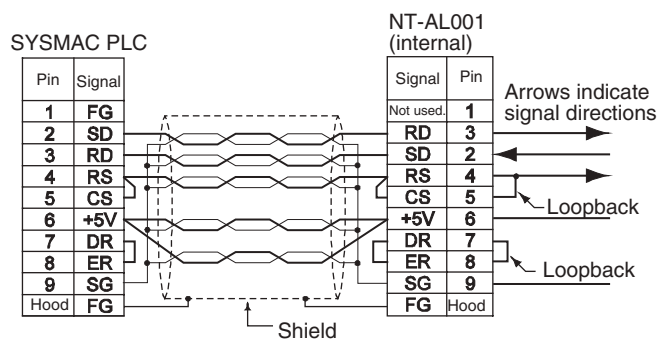 SYSMAC PLC
NT-AL001
(internal)
Pin Signal
1 FG
2 SD
3 RD
4 RS
5 CS
6 +5V
7 DR
8 ER
9 SG
Hood FG
Shield
Signal Pin
Not used. 1
RD 3
SD 2
RS 4
CS 5
+5V 6
DR 7
ER 8
SG 9
FG Hood
Arrows indicate
signal directions
Loopback
Loopback